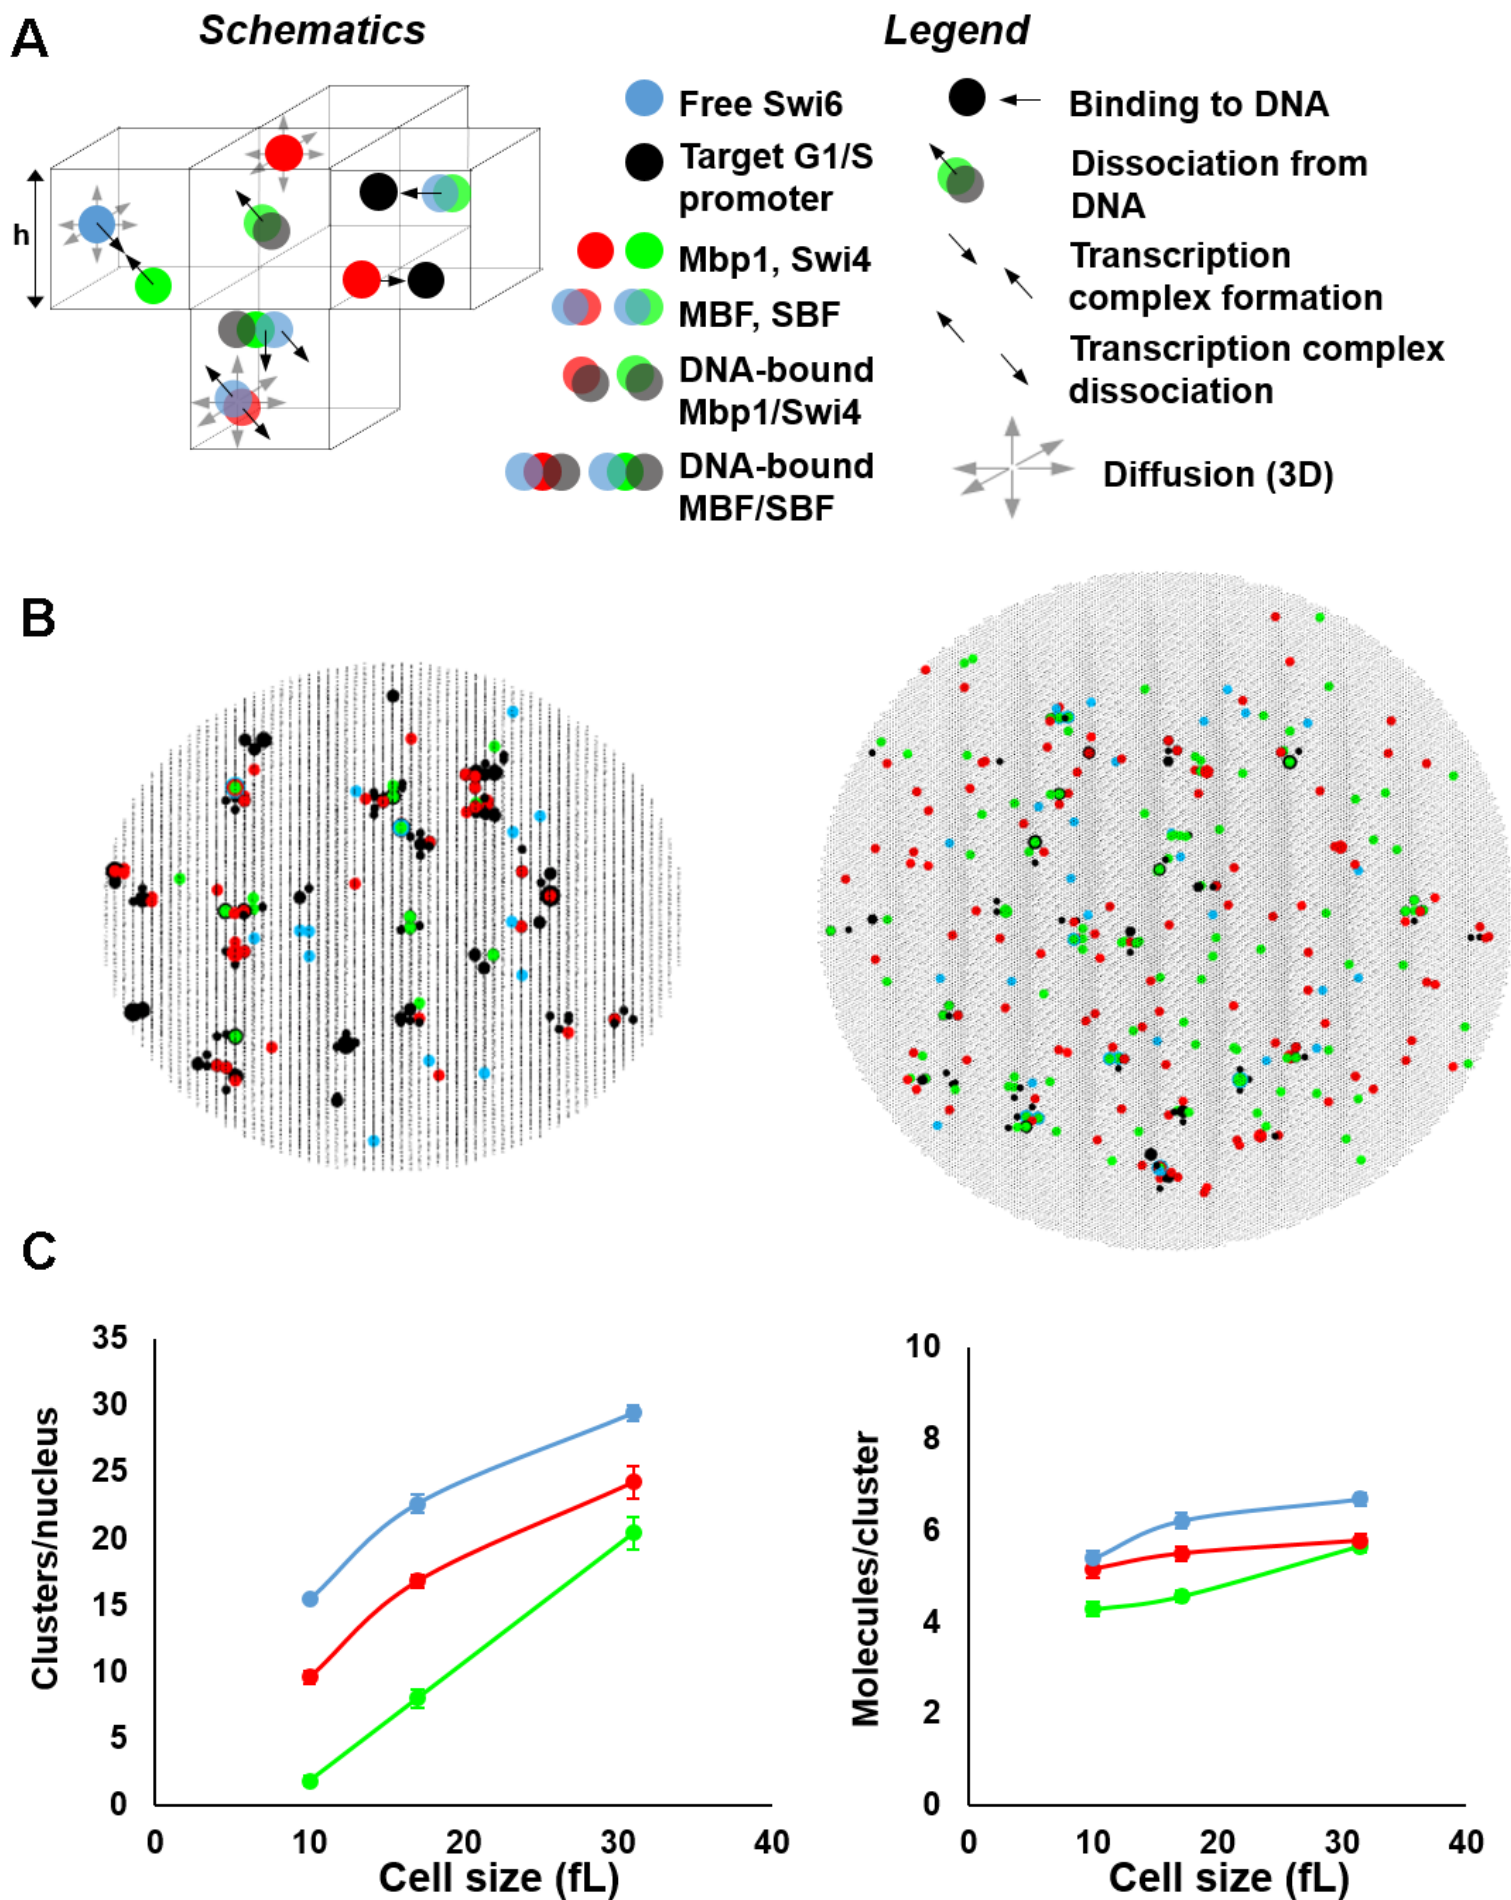 A
Schematics
Legend
h
Free Swi6
Target G1/S
promoter
Mbp1, Swi4
MBF, SBF
DNA-bound
Mbp1/Swi4
DNA-bound
MBF/SBF
Binding to DNA
Dissociation from
DNA
Transcription
complex formation
Transcription complex
dissociation
Diffusion (3D)
B
C
Clusters/nucleus
35
30
25
20
15
10
5
0
0 10 20 30 40
Cell size (fL)
Molecules/cluster
10
8
6
4
2
0
0 10 20 30 40
Cell size (fL)